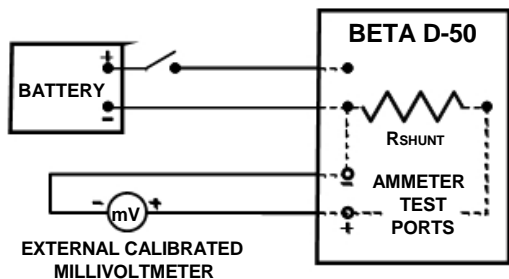 BETA D-50
+
BATTERY
-
RSHUNT
AMMETER
TEST
PORTS
-
+
- mV +
EXTERNAL CALIBRATED
MILLIVOLTMETER